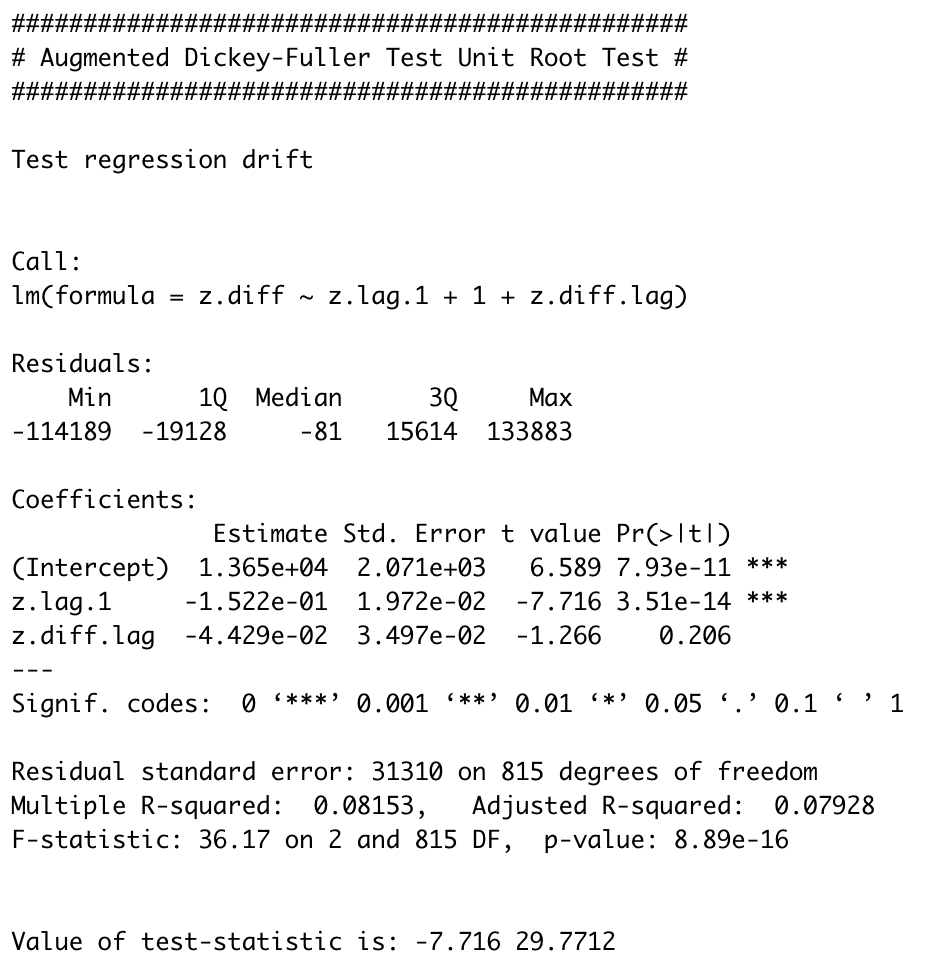 ###############################################
# Augmented Dickey-Fuller Test Unit Root Test #
###############################################

Test regression drift


Call:
lm(formula = z.diff ~ z.lag.1 + 1 + z.diff.lag)

Residuals:
    Min      1Q  Median      3Q     Max
-114189  -19128     -81   15614  133883

Coefficients:
              Estimate Std. Error t value Pr(>|t|)
(Intercept)  1.365e+04  2.071e+03   6.589 7.93e-11 ***
z.lag.1     -1.522e-01  1.972e-02  -7.716 3.51e-14 ***
z.diff.lag  -4.429e-02  3.497e-02  -1.266    0.206
---
Signif. codes:  0 ‘***’ 0.001 ‘**’ 0.01 ‘*’ 0.05 ‘.’ 0.1 ‘ ’ 1

Residual standard error: 31310 on 815 degrees of freedom
Multiple R-squared:  0.08153,   Adjusted R-squared:  0.07928
F-statistic: 36.17 on 2 and 815 DF,  p-value: 8.89e-16


Value of test-statistic is: -7.716 29.7712